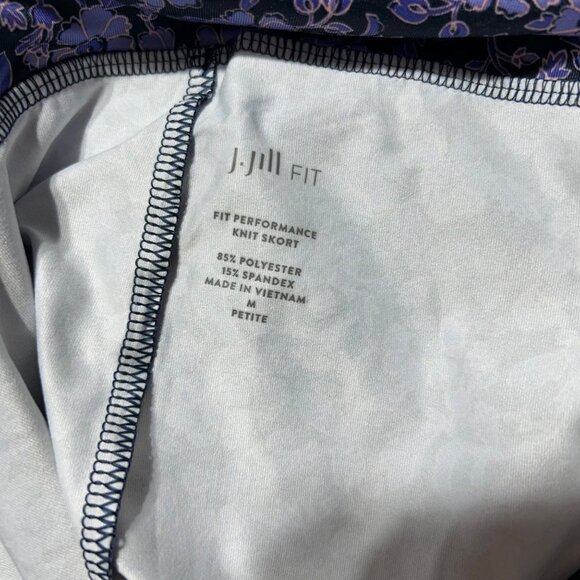 J.Jill FIT
FIT PERFORMANCE
KNIT SKORT
85% POLYESTER
15% SPANDEX
MADE IN VIETNAM
M
PETITE